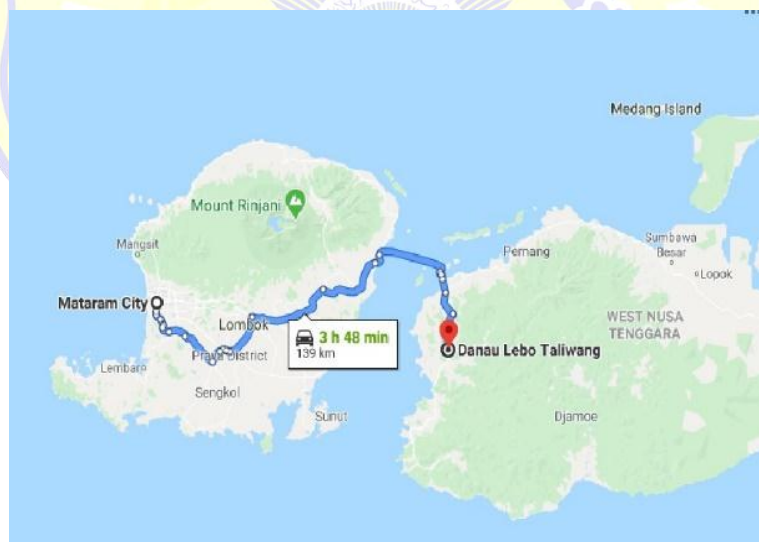 Medang Island
Mount Rinjani
Mangsit
Pernang
Sumbawa
Besar
Lopok
Mataram City
Lombok
3 h 48 min
139 km
WEST NUSA
TENGGARA
Praya District
Danau Lebo Taliwang
Lembare
Sengkol
Sunut
Djamoe